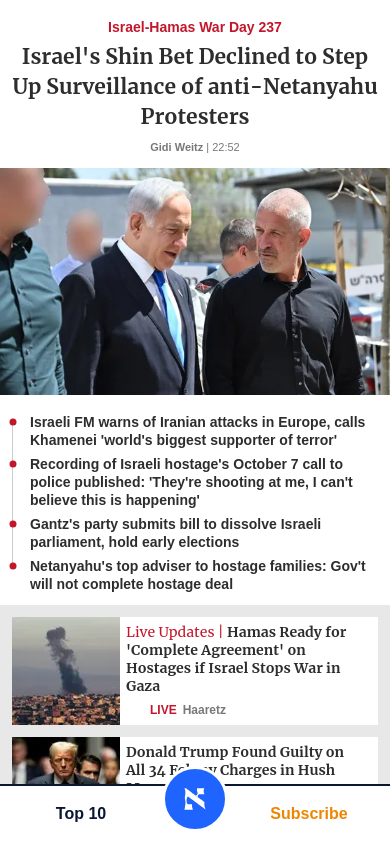 Israel-Hamas War Day 237
Israel's Shin Bet Declined to Step
Up Surveillance of anti-Netanyahu
Protesters
Gidi Weitz | 22:52
Israeli FM warns of Iranian attacks in Europe, calls
Khamenei 'world's biggest supporter of terror'
Recording of Israeli hostage's October 7 call to
police published: 'They're shooting at me, I can't
believe this is happening'
Gantz's party submits bill to dissolve Israeli
parliament, hold early elections
Netanyahu's top adviser to hostage families: Gov't
will not complete hostage deal
Live Updates | Hamas Ready for
'Complete Agreement' on
Hostages if Israel Stops War in
Gaza
LIVE Haaretz
Donald Trump Found Guilty on
All 34 Felony Charges in Hush
Top 10
Subscribe